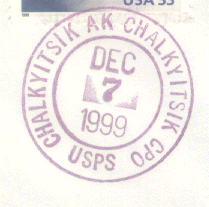 USA 33
CHALKYITSIK AK CHALKYITSIK CPO
DEC
7
1999
USPS